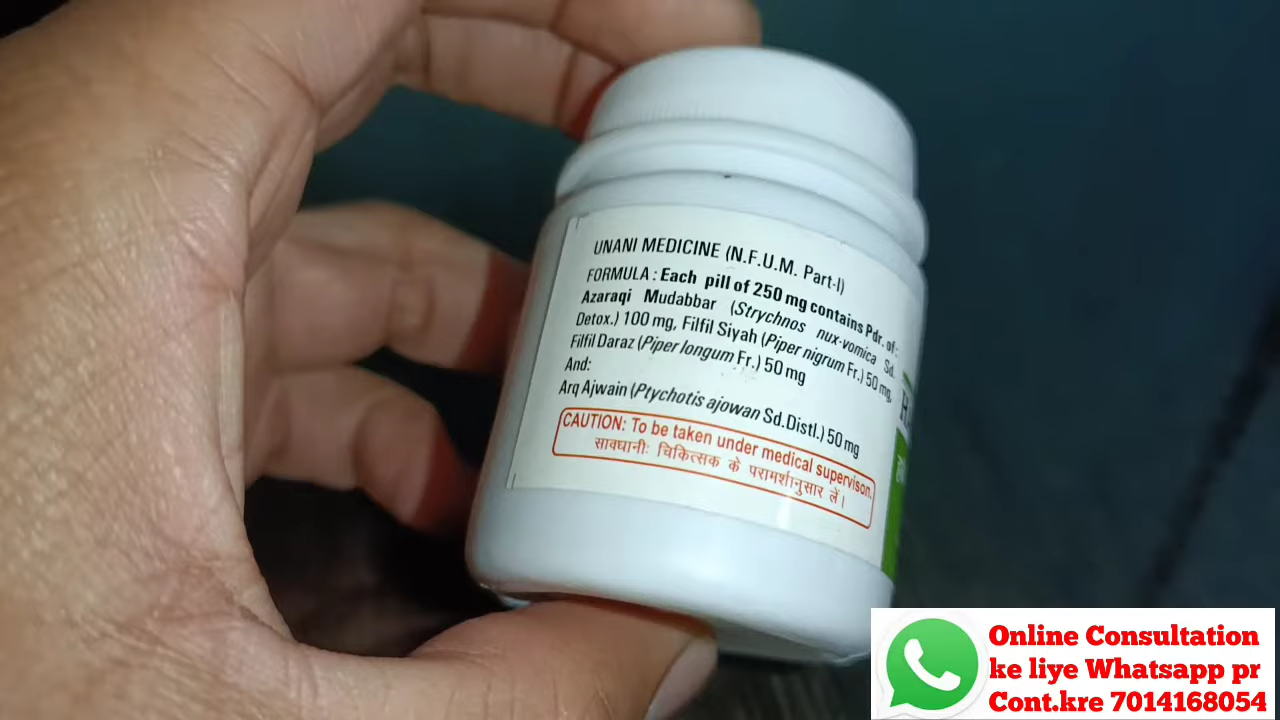 UNANI MEDICINE (N.F.U.M. Part-I)
FORMULA : Each pill of 250 mg contains Pdr. of :
Azaraqi Mudabbar (Strychnos nux-vomica Sd.
Detox.) 100 mg, Filfil Siyah (Piper nigrum Fr.) 50 mg,
Filfil Daraz (Piper longum Fr.) 50 mg
And:
Arq Ajwain (Ptychotis ajowan Sd. Distl.) 50 mg
CAUTION: To be taken under medical supervison.
सावधानीः चिकित्सक के परामर्शानुसार लें।
Online Consultation
ke liye Whatsapp pr
Cont.kre 7014168054